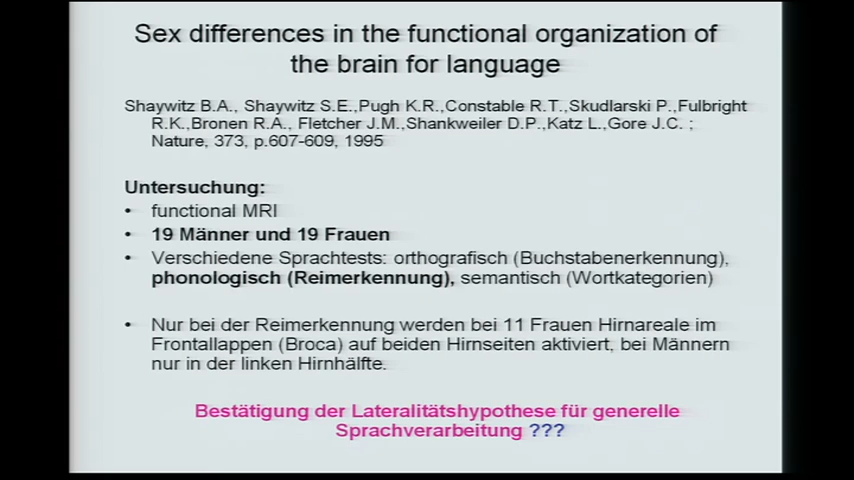 Sex differences in the functional organization of
the brain for language
Shaywitz B.A., Shaywitz S.E.,Pugh K.R.,Constable R.T.,Skudlarski P.,Fulbright
R.K.,Bronen R.A., Fletcher J.M.,Shankweiler D.P.,Katz L.,Gore J.C. ;
Nature, 373, p.607-609, 1995
Untersuchung:
• functional MRI
• 19 Männer und 19 Frauen
• Verschiedene Sprachtests: orthografisch (Buchstabenerkennung),
phonologisch (Reimerkennung), semantisch (Wortkategorien)
• Nur bei der Reimerkennung werden bei 11 Frauen Hirnareale im
Frontallappen (Broca) auf beiden Hirnseiten aktiviert, bei Männern
nur in der linken Hirnhälfte.
Bestätigung der Lateralitätshypothese für generelle
Sprachverarbeitung ???